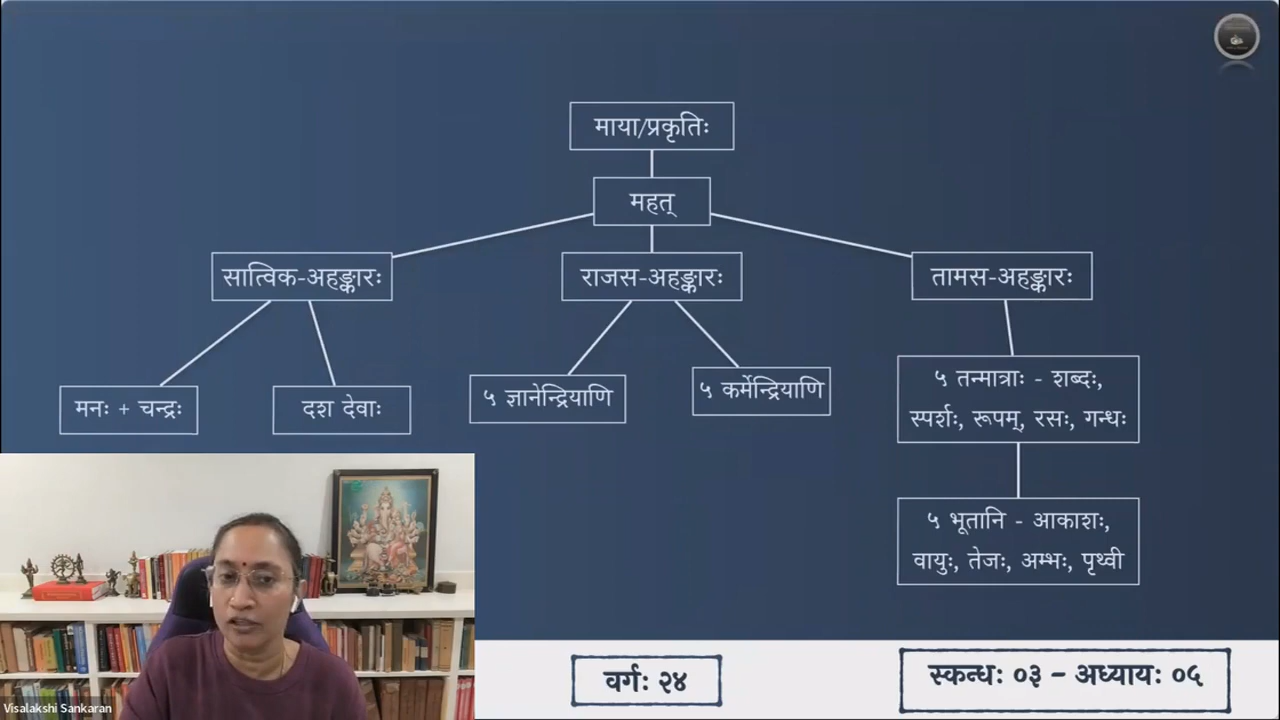 माया/प्रकृतिः
महत्
सात्विक-अहङ्कारः
राजस-अहङ्कारः
तामस-अहङ्कारः
मनः + चन्द्रः
दश देवाः
५ ज्ञानेन्द्रियाणि
५ कर्मेन्द्रियाणि
५ तन्मात्राः - शब्दः,
स्पर्शः, रूपम्, रसः, गन्धः
५ भूतानि - आकाशः,
वायुः, तेजः, अम्भः, पृथ्वी
Visalakshi Sankaran
वर्गः २४
स्कन्धः ०३ - अध्यायः ०५